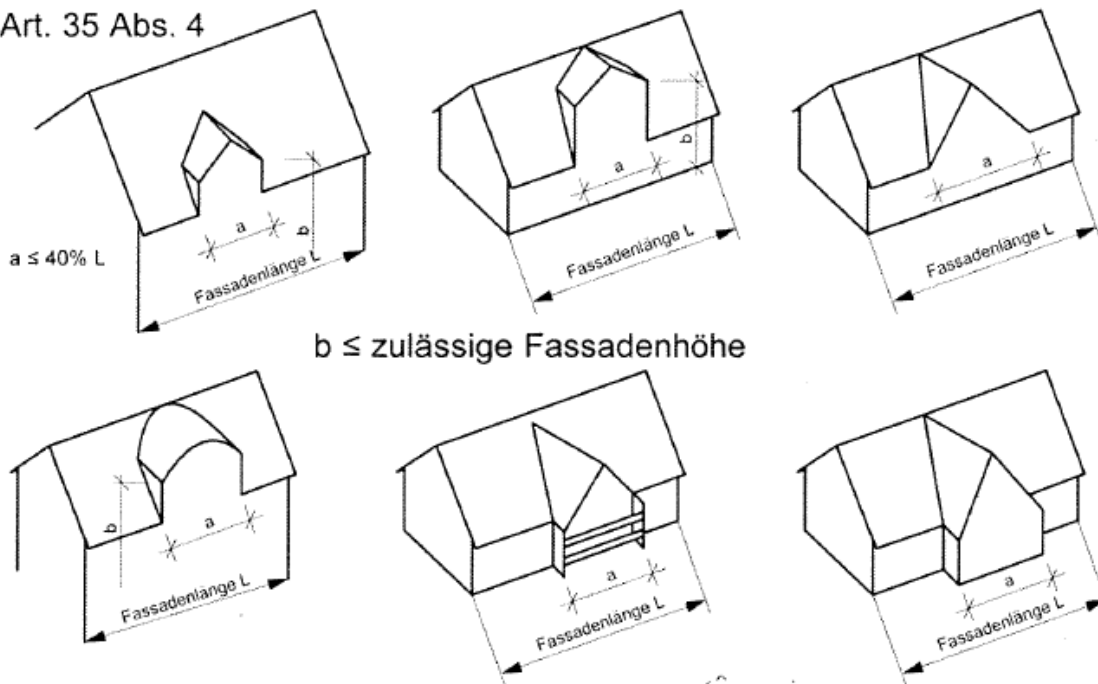 Art. 35 Abs. 4
a
b
a ≤ 40% L
Fassadenlänge L
a
b
Fassadenlänge L
a
Fassadenlänge L
b ≤ zulässige Fassadenhöhe
b
a
Fassadenlänge L
a
Fassadenlänge L
a
Fassadenlänge L